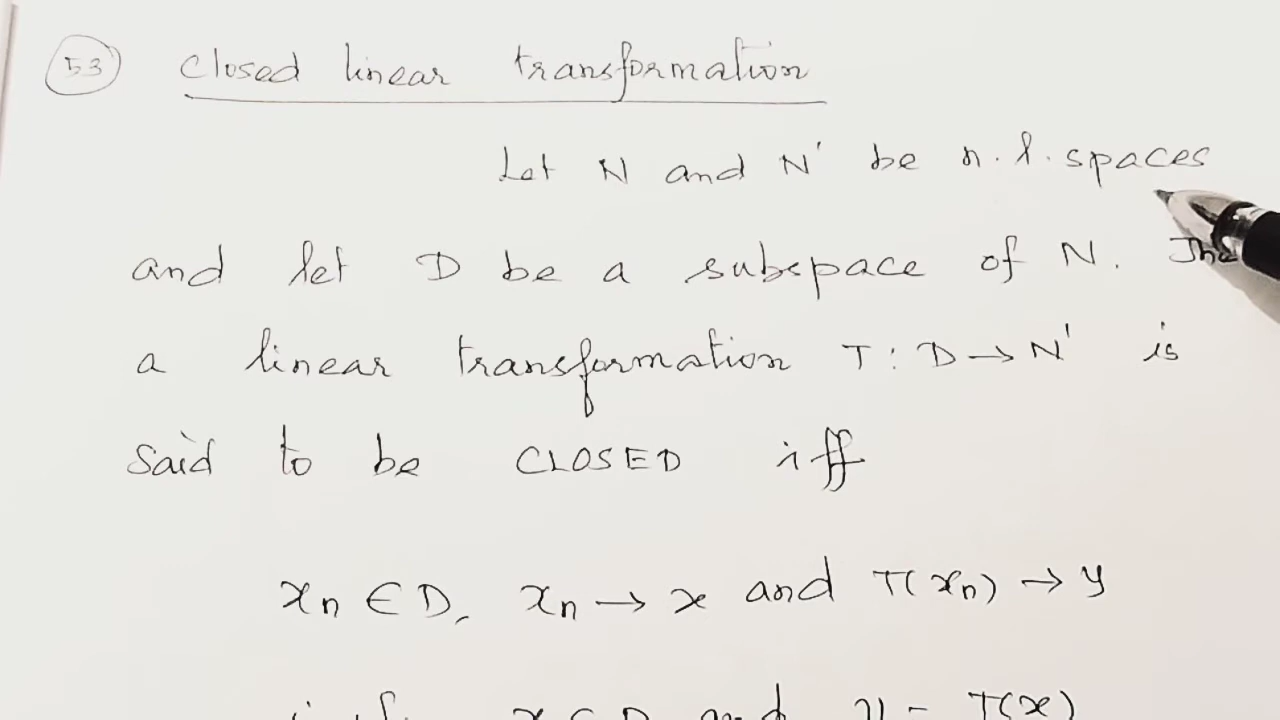 53 closed linear transformation
Let N and N' be n.l. spaces
and let D be a subspace of N. The
a linear transformation T : D → N' is
said to be CLOSED iff
xn ∈ D, xn → x and T(xn) → y
x ∈ D and y = T(x)